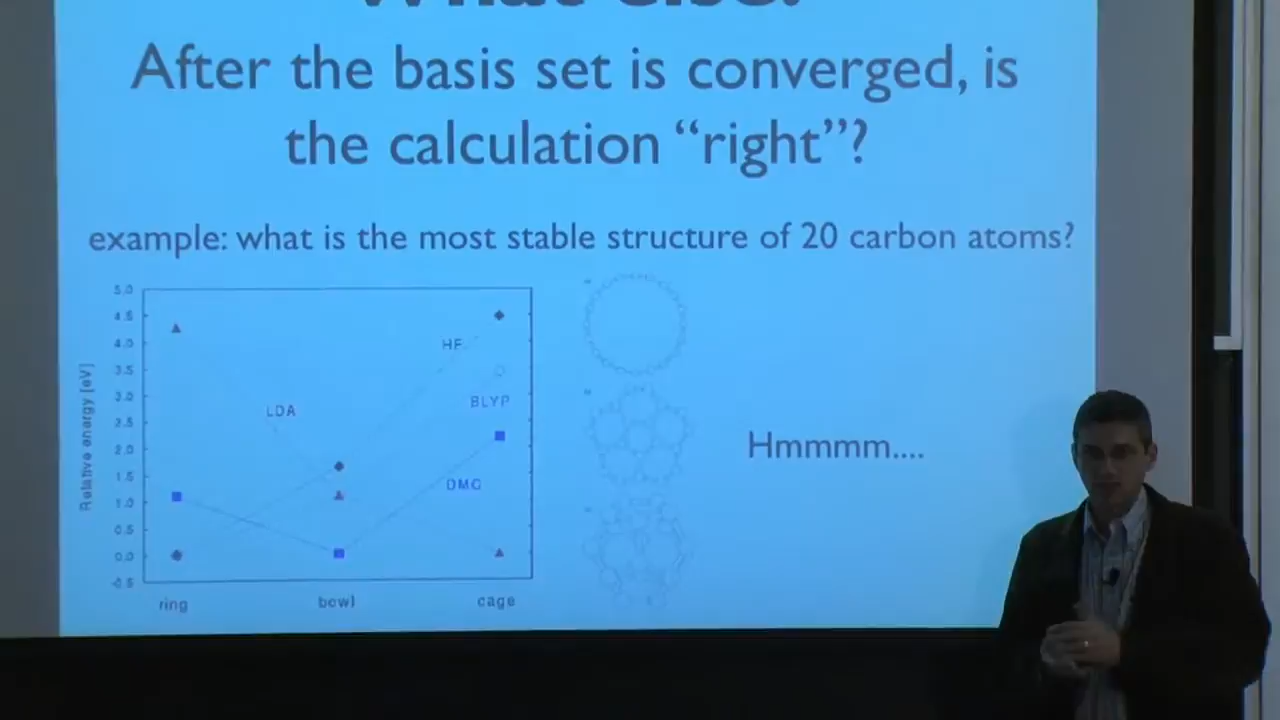 What else?
After the basis set is converged, is
the calculation “right”?
example: what is the most stable structure of 20 carbon atoms?
5.0
4.5
4.0
3.5
3.0
2.5
2.0
1.5
1.0
0.5
0.0
-0.5
Relative energy [eV]
HF
LDA
BLYP
DMC
ring
bowl
cage
Hmmmm....